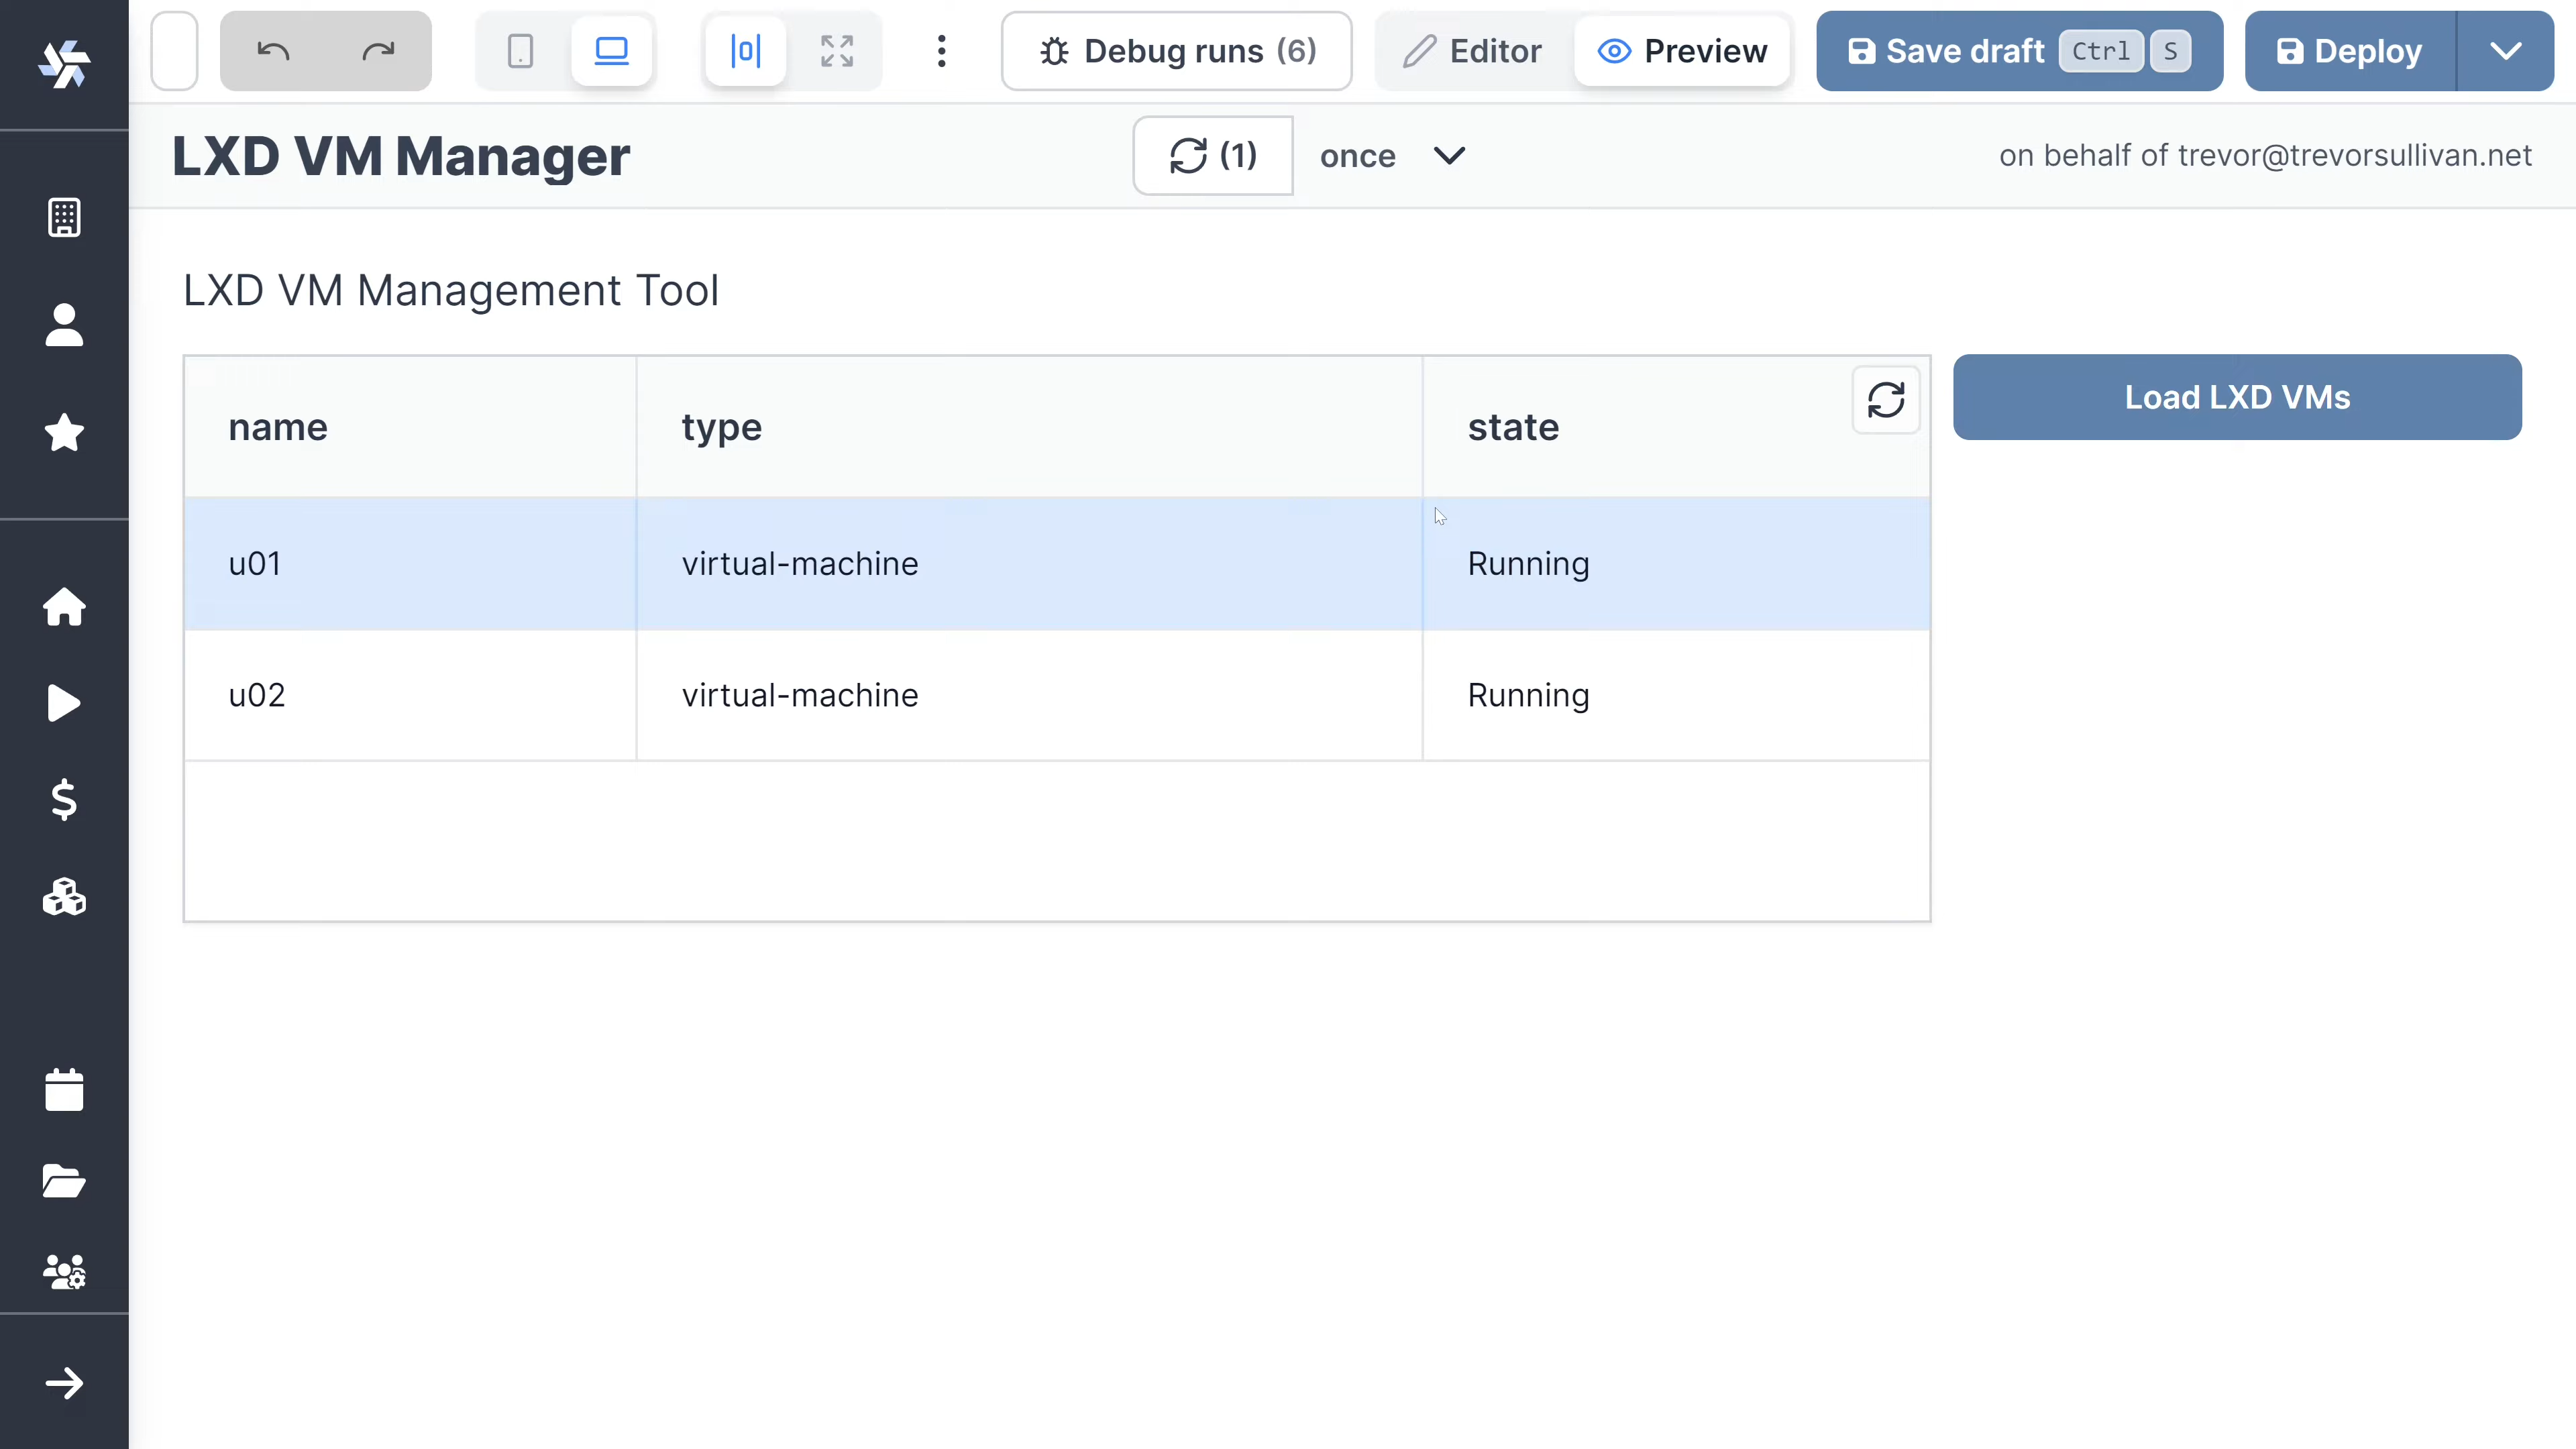 Debug runs (6)
Editor
Preview
Save draft Ctrl S
Deploy
LXD VM Manager
(1)
once
on behalf of trevor@trevorsullivan.net
LXD VM Management Tool
name type state
Load LXD VMs
u01 virtual-machine Running
u02 virtual-machine Running